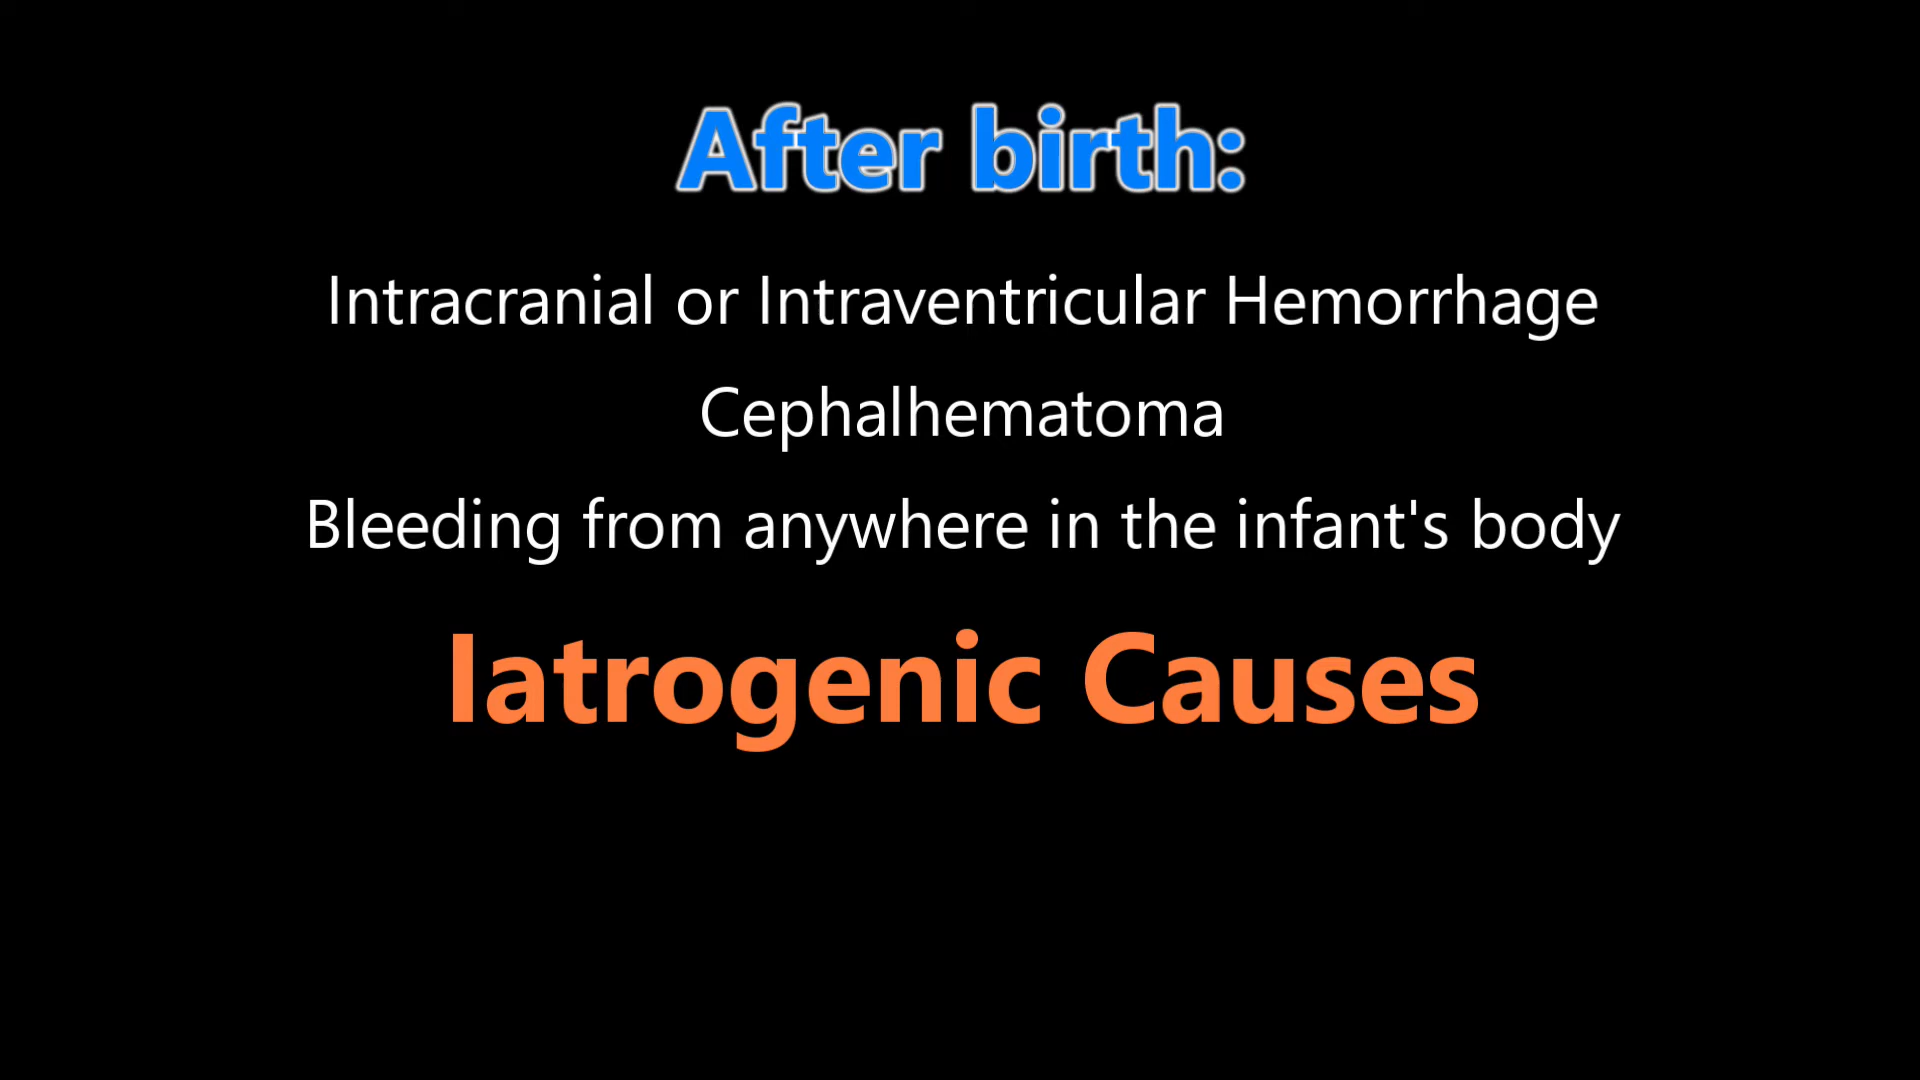 After birth:
Intracranial or Intraventricular Hemorrhage
Cephalhematoma
Bleeding from anywhere in the infant's body
Iatrogenic Causes